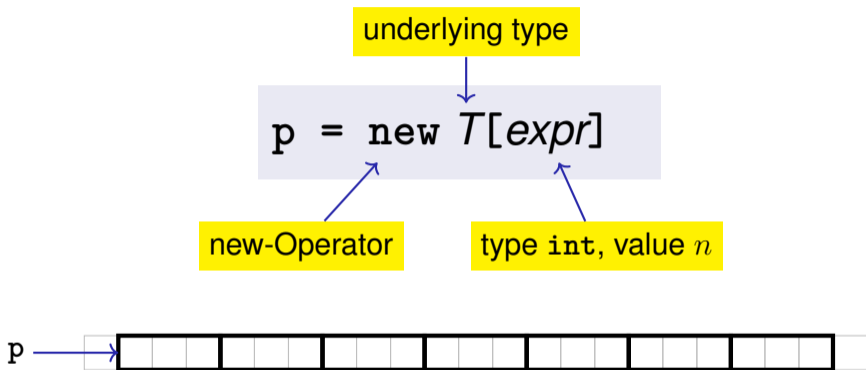 underlying type
p = new T[expr]
new-Operator
type int, value n
p